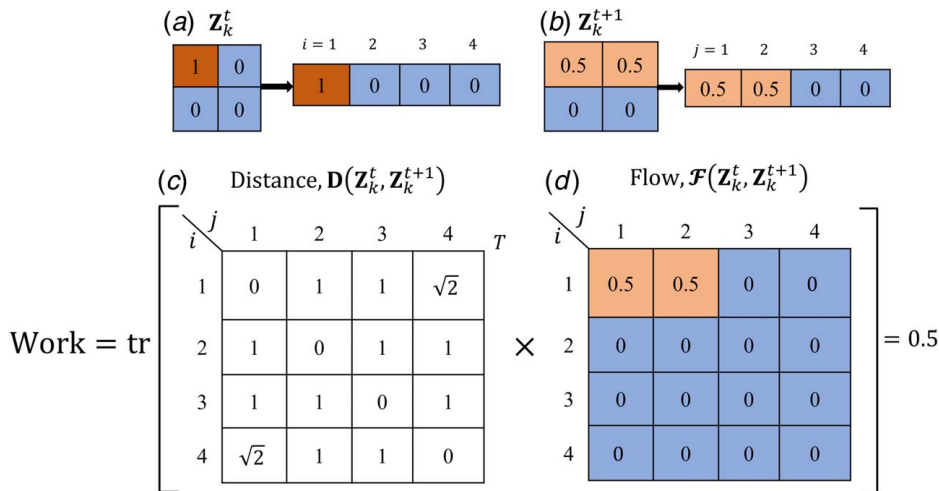 (a) Z_k^t
i = 1 2 3 4
1 0
0 0
1 0 0 0
(b) Z_k^{t+1}
j = 1 2 3 4
0.5 0.5
0 0
0.5 0.5 0 0
(c) Distance, D(Z_k^t, Z_k^{t+1})
j
i
1 2 3 4
T
1 0 1 1 √2
2 1 0 1 1
3 1 1 0 1
4 √2 1 1 0
(d) Flow, 𝓕(Z_k^t, Z_k^{t+1})
j
i
1 2 3 4
1 0.5 0.5 0 0
2 0 0 0 0
3 0 0 0 0
4 0 0 0 0
Work = tr [ × ] = 0.5